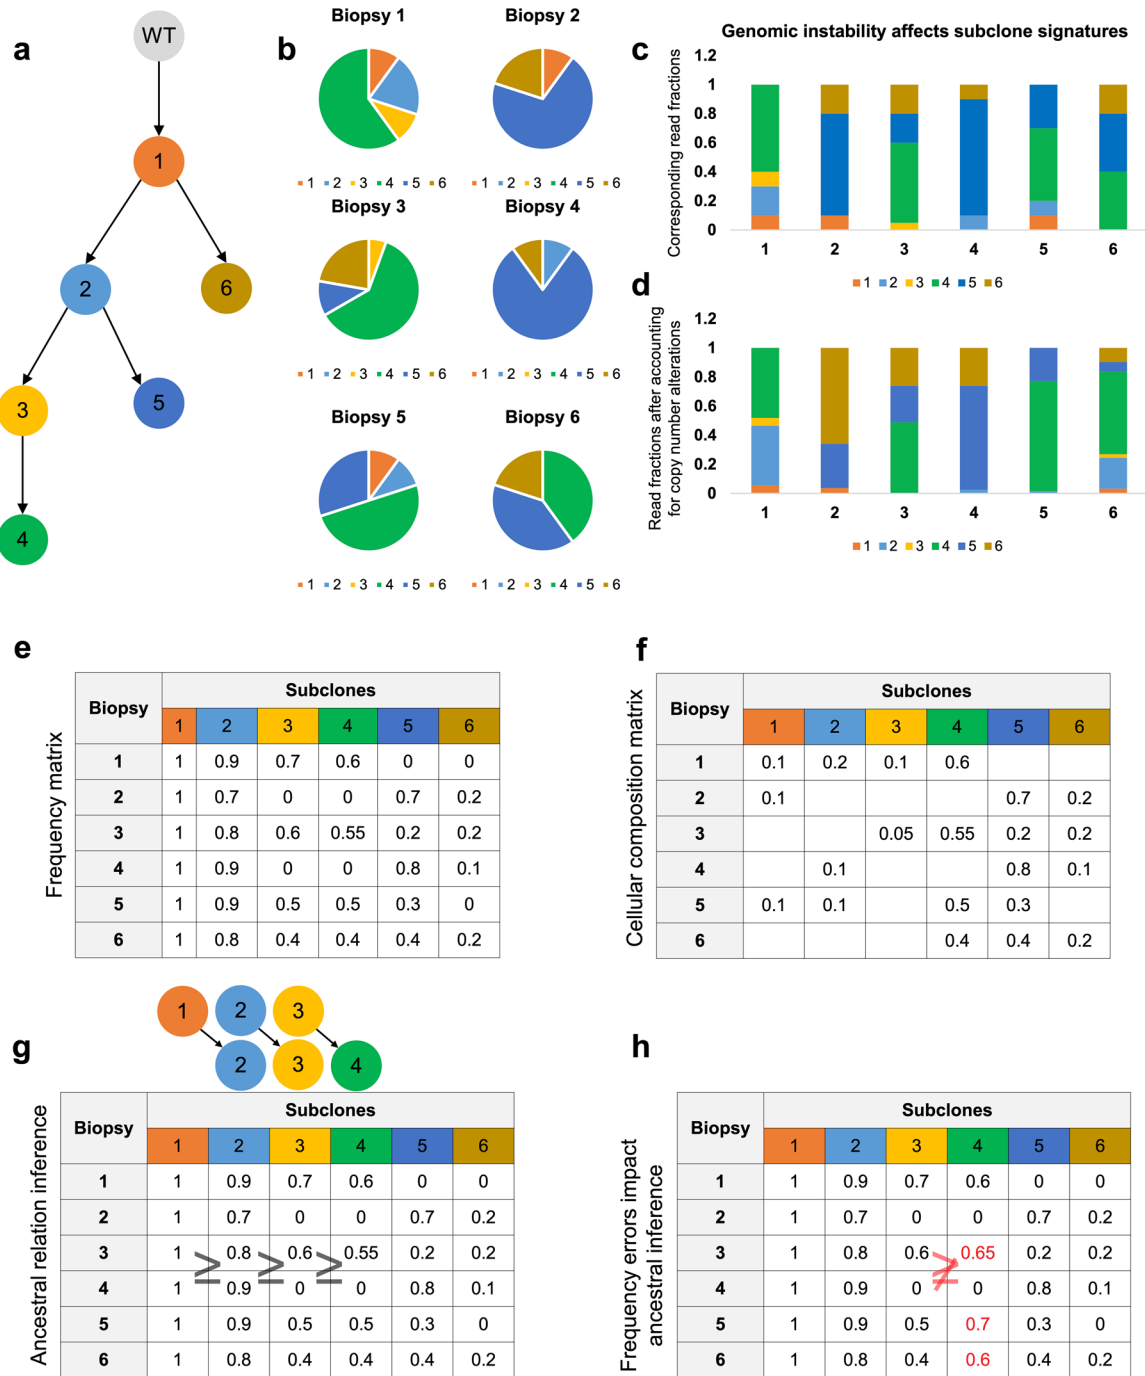 a
WT
1
2
6
3
5
4
b
Biopsy 1
1 2 3 4 5 6
Biopsy 2
1 2 3 4 5 6
Biopsy 3
1 2 3 4 5 6
Biopsy 4
1 2 3 4 5 6
Biopsy 5
1 2 3 4 5 6
Biopsy 6
1 2 3 4 5 6
c
Genomic instability affects subclone signatures
Corresponding read fractions
1.2
1
0.8
0.6
0.4
0.2
0
1 2 3 4 5 6
1 2 3 4 5 6
d
Read fractions after accounting
for copy number alterations
1.2
1
0.8
0.6
0.4
0.2
0
1 2 3 4 5 6
1 2 3 4 5 6
e
Frequency matrix
Biopsy Subclones
1 2 3 4 5 6
1 1 0.9 0.7 0.6 0 0
2 1 0.7 0 0 0.7 0.2
3 1 0.8 0.6 0.55 0.2 0.2
4 1 0.9 0 0 0.8 0.1
5 1 0.9 0.5 0.5 0.3 0
6 1 0.8 0.4 0.4 0.4 0.2
f
Cellular composition matrix
Biopsy Subclones
1 2 3 4 5 6
1 0.1 0.2 0.1 0.6
2 0.1 0.7 0.2
3 0.05 0.55 0.2 0.2
4 0.1 0.8 0.1
5 0.1 0.1 0.5 0.3
6 0.4 0.4 0.2
g
1 2 3
2 3 4
Ancestral relation inference
Biopsy Subclones
1 2 3 4 5 6
1 1 0.9 0.7 0.6 0 0
2 1 0.7 0 0 0.7 0.2
3 1 0.8 0.6 0.55 0.2 0.2
≥ ≥ ≥
4 1 0.9 0 0 0.8 0.1
5 1 0.9 0.5 0.5 0.3 0
6 1 0.8 0.4 0.4 0.4 0.2
h
Frequency errors impact
ancestral inference
Biopsy Subclones
1 2 3 4 5 6
1 1 0.9 0.7 0.6 0 0
2 1 0.7 0 0 0.7 0.2
3 1 0.8 0.6 0.65 0.2 0.2
≱
4 1 0.9 0 0 0.8 0.1
5 1 0.9 0.5 0.7 0.3 0
6 1 0.8 0.4 0.6 0.4 0.2